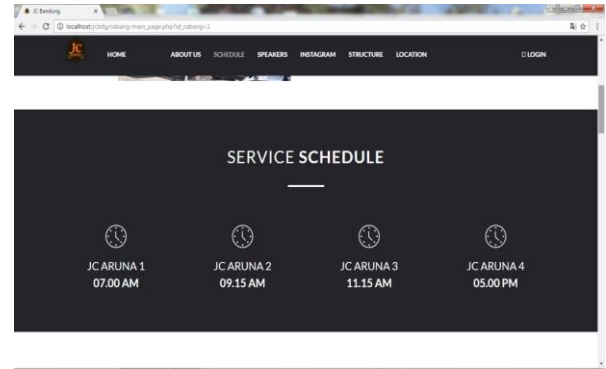 JC Bandung
localhost/jcbdg/cabang-main_page.php?id_cabang=1
JC
HOME ABOUT US SCHEDULE SPEAKERS INSTAGRAM STRUCTURE LOCATION LOGIN
SERVICE SCHEDULE
JC ARUNA 1 JC ARUNA 2 JC ARUNA 3 JC ARUNA 4
07.00 AM 09.15 AM 11.15 AM 05.00 PM